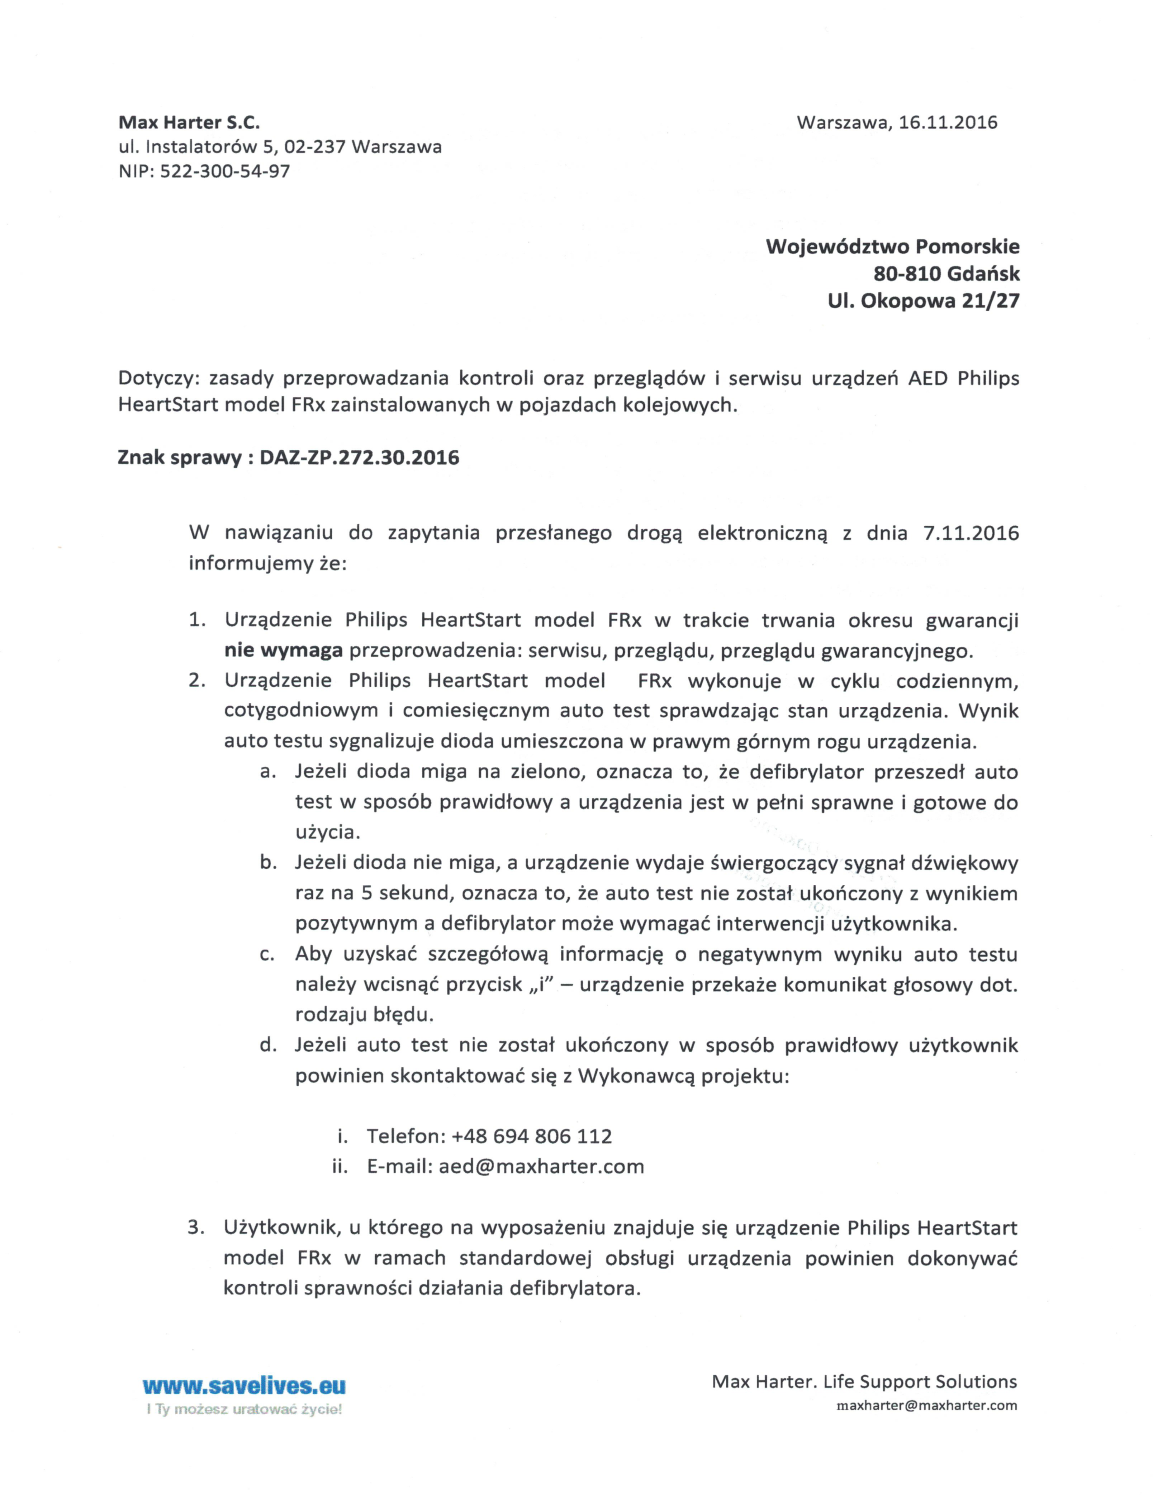 Max Harter S.C.
Warszawa, 16.11.2016
ul. Instalatorów 5, 02-237 Warszawa
NIP: 522-300-54-97
Województwo Pomorskie
80-810 Gdańsk
Ul. Okopowa 21/27
Dotyczy: zasady przeprowadzania kontroli oraz przeglądów i serwisu urządzeń AED Philips
HeartStart model FRx zainstalowanych w pojazdach kolejowych.
Znak sprawy : DAZ-ZP.272.30.2016
W nawiązaniu do zapytania przesłanego drogą elektroniczną z dnia 7.11.2016
informujemy że:
1. Urządzenie Philips HeartStart model FRx w trakcie trwania okresu gwarancji
nie wymaga przeprowadzenia: serwisu, przeglądu, przeglądu gwarancyjnego.
2. Urządzenie Philips HeartStart model FRx wykonuje w cyklu codziennym,
cotygodniowym i comiesięcznym auto test sprawdzając stan urządzenia. Wynik
auto testu sygnalizuje dioda umieszczona w prawym górnym rogu urządzenia.
a. Jeżeli dioda miga na zielono, oznacza to, że defibrylator przeszedł auto
test w sposób prawidłowy a urządzenia jest w pełni sprawne i gotowe do
użycia.
b. Jeżeli dioda nie miga, a urządzenie wydaje świergoczący sygnał dźwiękowy
raz na 5 sekund, oznacza to, że auto test nie został ukończony z wynikiem
pozytywnym a defibrylator może wymagać interwencji użytkownika.
c. Aby uzyskać szczegółową informację o negatywnym wyniku auto testu
należy wcisnąć przycisk „i” – urządzenie przekaże komunikat głosowy dot.
rodzaju błędu.
d. Jeżeli auto test nie został ukończony w sposób prawidłowy użytkownik
powinien skontaktować się z Wykonawcą projektu:
i. Telefon: +48 694 806 112
ii. E-mail: aed@maxharter.com
3. Użytkownik, u którego na wyposażeniu znajduje się urządzenie Philips HeartStart
model FRx w ramach standardowej obsługi urządzenia powinien dokonywać
kontroli sprawności działania defibrylatora.
www.savelives.eu
I Ty możesz uratować życie!
Max Harter. Life Support Solutions
maxharter@maxharter.com